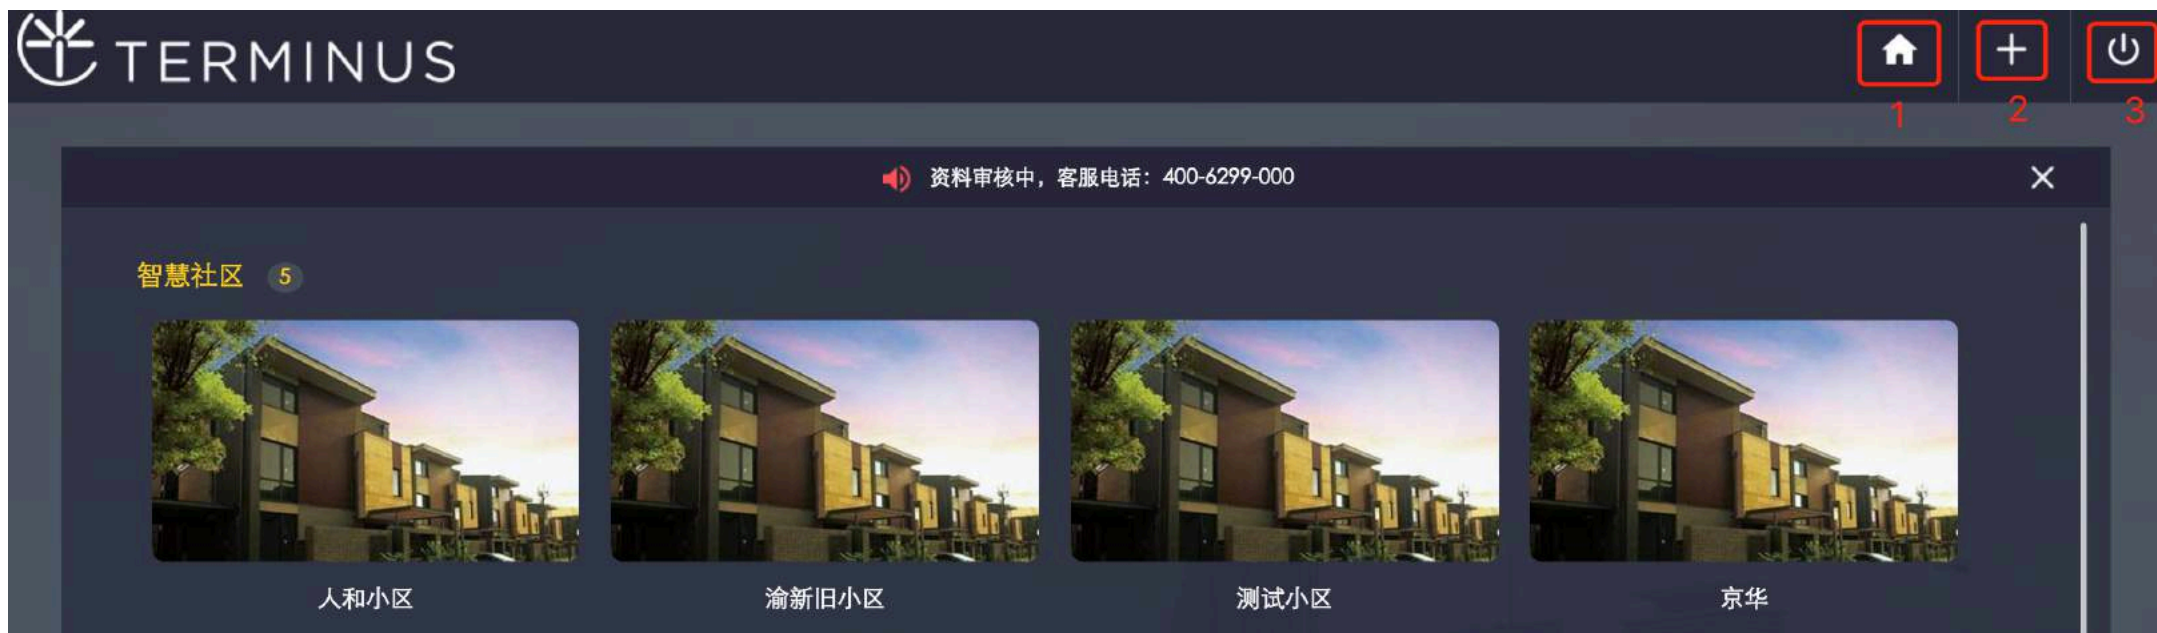 TERMINUS
1 2 3
资料审核中，客服电话：400-6299-000
智慧社区 5
人和小区 渝新旧小区 测试小区 京华